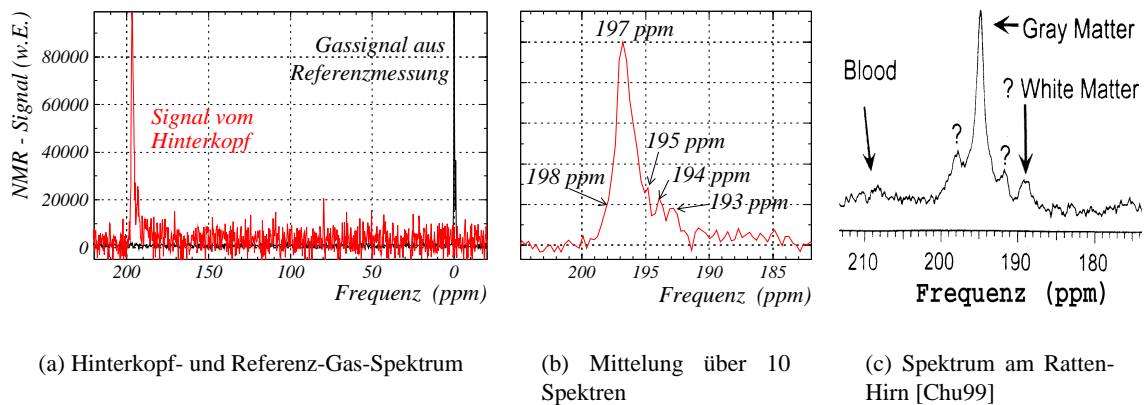 NMR - Signal (w.E.)
80000
60000
40000
20000
0
200
150
100
50
0
Frequenz (ppm)
Gassignal aus
Referenzmessung
Signal vom
Hinterkopf
197 ppm
195 ppm
198 ppm
194 ppm
193 ppm
200
195
190
185
Frequenz (ppm)
Gray Matter
Blood
? White Matter
?
?
210
200
190
180
Frequenz (ppm)
(a) Hinterkopf- und Referenz-Gas-Spektrum
(b) Mittelung über 10
Spektren
(c) Spektrum am Ratten-
Hirn [Chu99]